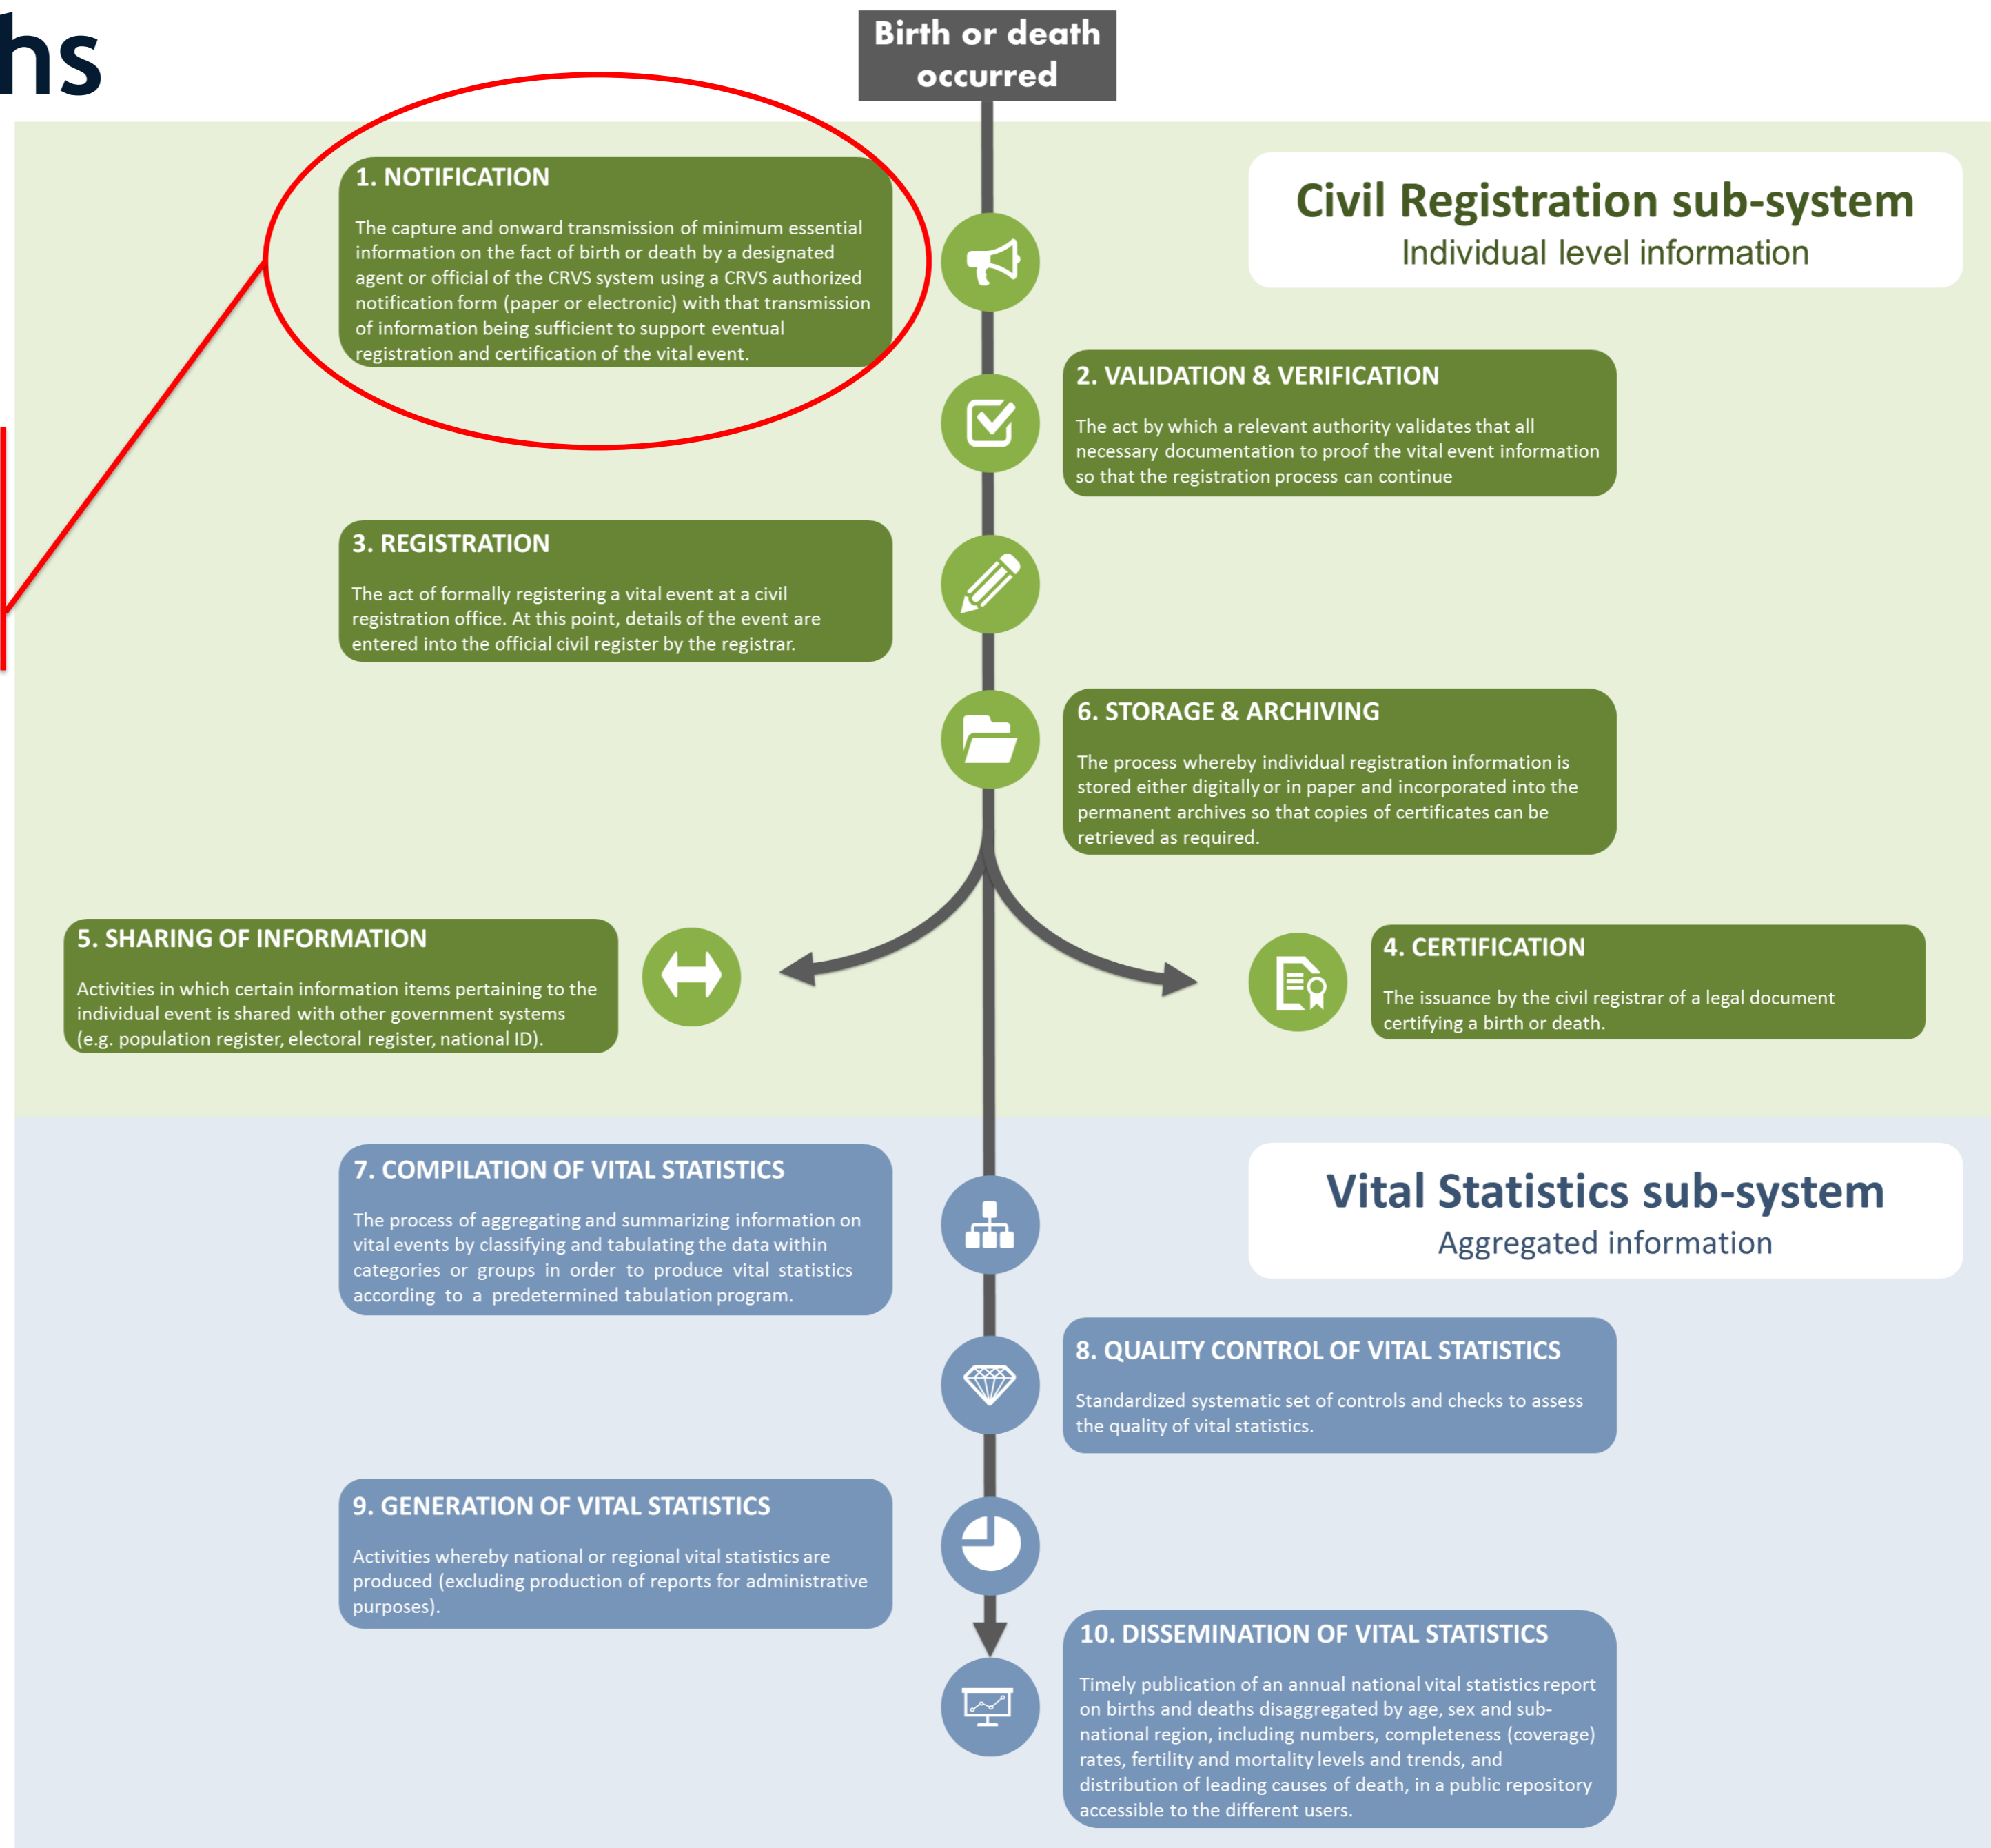 hs
Birth or death
occurred
1. NOTIFICATION
The capture and onward transmission of minimum essential
information on the fact of birth or death by a designated
agent or official of the CRVS system using a CRVS authorized
notification form (paper or electronic) with that transmission
of information being sufficient to support eventual
registration and certification of the vital event.
Civil Registration sub-system
Individual level information
2. VALIDATION & VERIFICATION
The act by which a relevant authority validates that all
necessary documentation to proof the vital event information
so that the registration process can continue
3. REGISTRATION
The act of formally registering a vital event at a civil
registration office. At this point, details of the event are
entered into the official civil register by the registrar.
6. STORAGE & ARCHIVING
The process whereby individual registration information is
stored either digitally or in paper and incorporated into the
permanent archives so that copies of certificates can be
retrieved as required.
5. SHARING OF INFORMATION
Activities in which certain information items pertaining to the
individual event is shared with other government systems
(e.g. population register, electoral register, national ID).
4. CERTIFICATION
The issuance by the civil registrar of a legal document
certifying a birth or death.
7. COMPILATION OF VITAL STATISTICS
The process of aggregating and summarizing information on
vital events by classifying and tabulating the data within
categories or groups in order to produce vital statistics
according to a predetermined tabulation program.
Vital Statistics sub-system
Aggregated information
8. QUALITY CONTROL OF VITAL STATISTICS
Standardized systematic set of controls and checks to assess
the quality of vital statistics.
9. GENERATION OF VITAL STATISTICS
Activities whereby national or regional vital statistics are
produced (excluding production of reports for administrative
purposes).
10. DISSEMINATION OF VITAL STATISTICS
Timely publication of an annual national vital statistics report
on births and deaths disaggregated by age, sex and sub-
national region, including numbers, completeness (coverage)
rates, fertility and mortality levels and trends, and
distribution of leading causes of death, in a public repository
accessible to the different users.